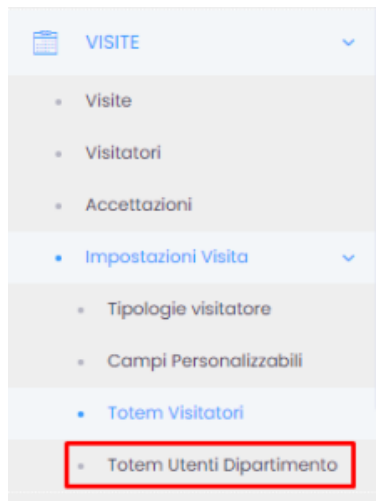 VISITE
Visite
Visitatori
Accettazioni
Impostazioni Visita
Tipologie visitatore
Campi Personalizzabili
Totem Visitatori
Totem Utenti Dipartimento